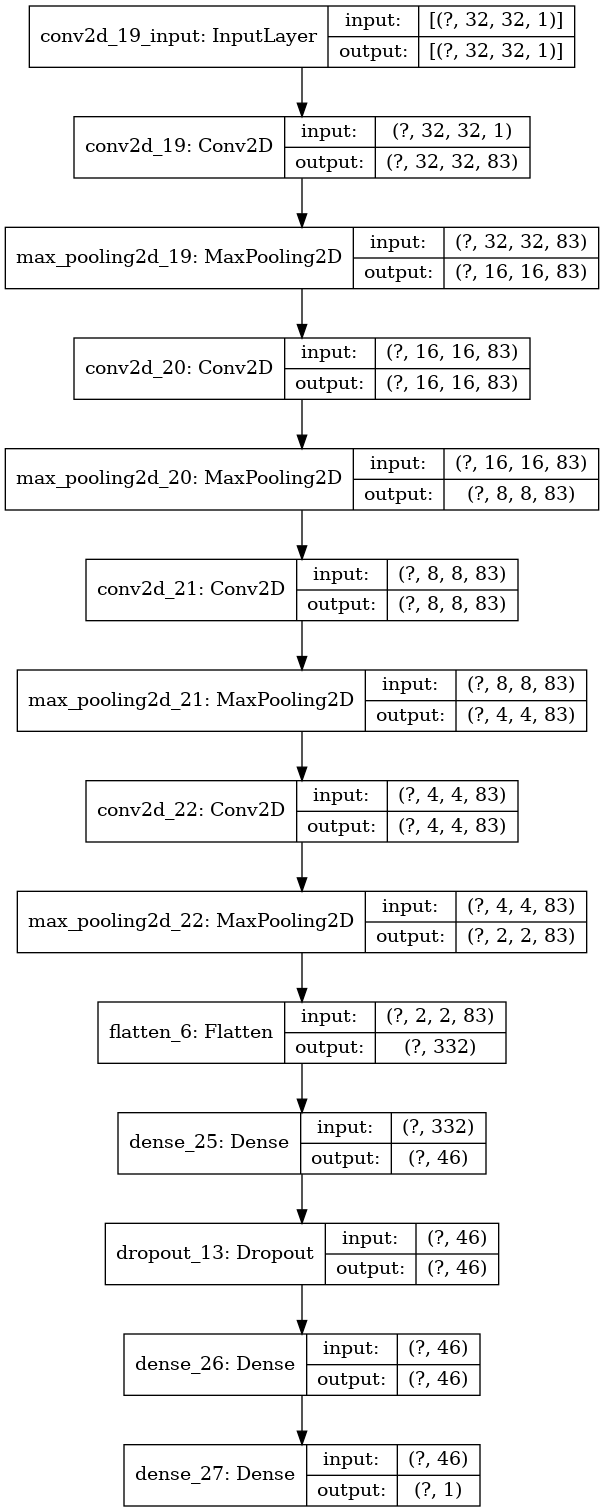 conv2d_19_input: InputLayer
input: [(?, 32, 32, 1)]
output: [(?, 32, 32, 1)]
conv2d_19: Conv2D
input: (?, 32, 32, 1)
output: (?, 32, 32, 83)
max_pooling2d_19: MaxPooling2D
input: (?, 32, 32, 83)
output: (?, 16, 16, 83)
conv2d_20: Conv2D
input: (?, 16, 16, 83)
output: (?, 16, 16, 83)
max_pooling2d_20: MaxPooling2D
input: (?, 16, 16, 83)
output: (?, 8, 8, 83)
conv2d_21: Conv2D
input: (?, 8, 8, 83)
output: (?, 8, 8, 83)
max_pooling2d_21: MaxPooling2D
input: (?, 8, 8, 83)
output: (?, 4, 4, 83)
conv2d_22: Conv2D
input: (?, 4, 4, 83)
output: (?, 4, 4, 83)
max_pooling2d_22: MaxPooling2D
input: (?, 4, 4, 83)
output: (?, 2, 2, 83)
flatten_6: Flatten
input: (?, 2, 2, 83)
output: (?, 332)
dense_25: Dense
input: (?, 332)
output: (?, 46)
dropout_13: Dropout
input: (?, 46)
output: (?, 46)
dense_26: Dense
input: (?, 46)
output: (?, 46)
dense_27: Dense
input: (?, 46)
output: (?, 1)